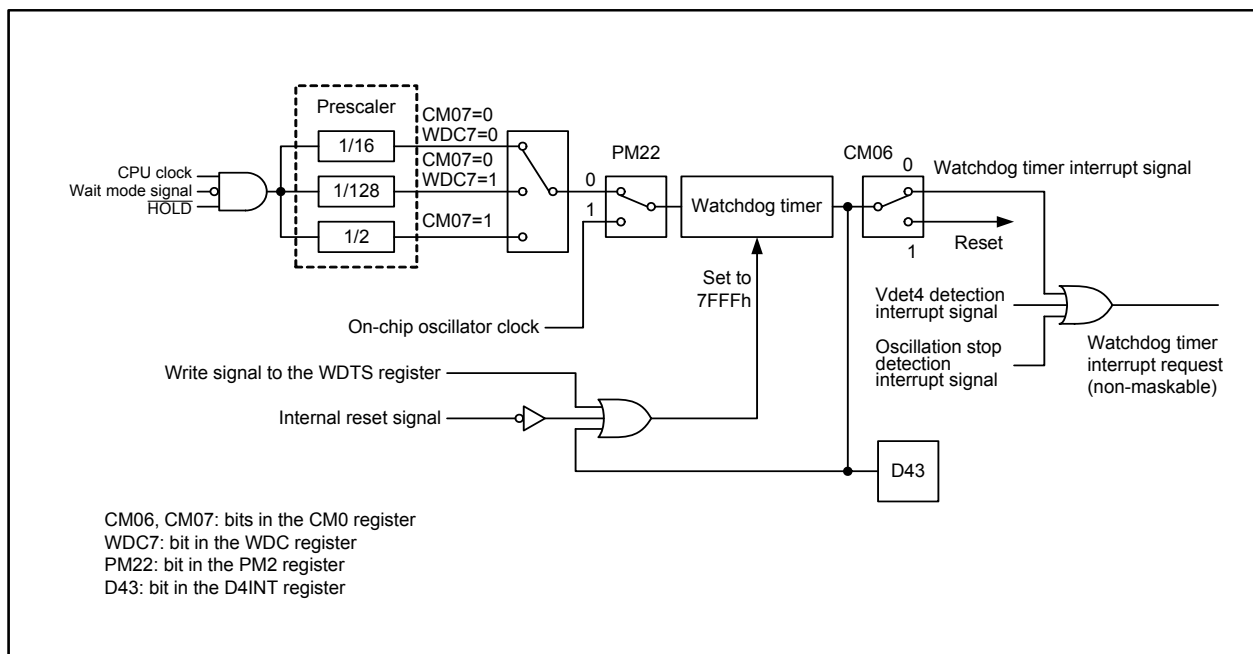 Prescaler
CM07=0
WDC7=0
1/16
CM07=0
WDC7=1
1/128
CM07=1
1/2
CPU clock
Wait mode signal
HOLD
PM22
0
1
Watchdog timer
CM06
0
1
Watchdog timer interrupt signal
Reset
Set to
7FFFh
Vdet4 detection
interrupt signal
On-chip oscillator clock
Oscillation stop
detection
interrupt signal
Watchdog timer
interrupt request
(non-maskable)
Write signal to the WDTS register
Internal reset signal
D43
CM06, CM07: bits in the CM0 register
WDC7: bit in the WDC register
PM22: bit in the PM2 register
D43: bit in the D4INT register